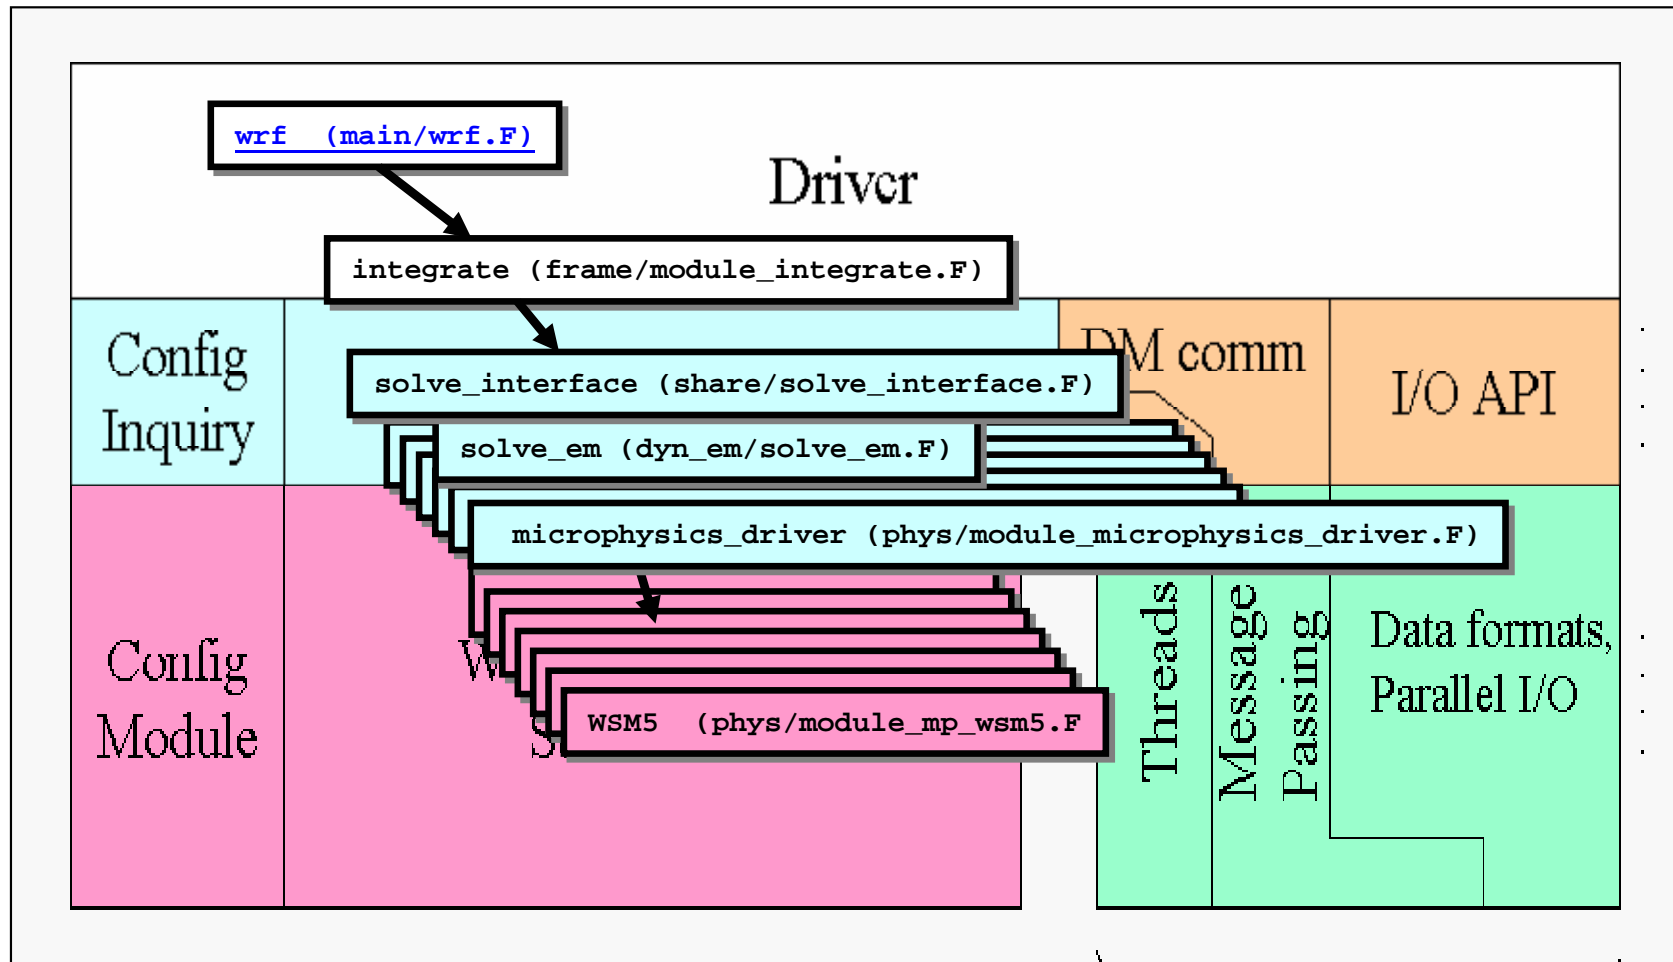 wrf (main/wrf.F)
Driver
integrate (frame/module_integrate.F)
Config
Inquiry
DM comm
I/O API
solve_interface (share/solve_interface.F)
solve_em (dyn_em/solve_em.F)
microphysics_driver (phys/module_microphysics_driver.F)
Config
Module
WSM5 (phys/module_mp_wsm5.F
Threads
Message
Passing
Data formats,
Parallel I/O